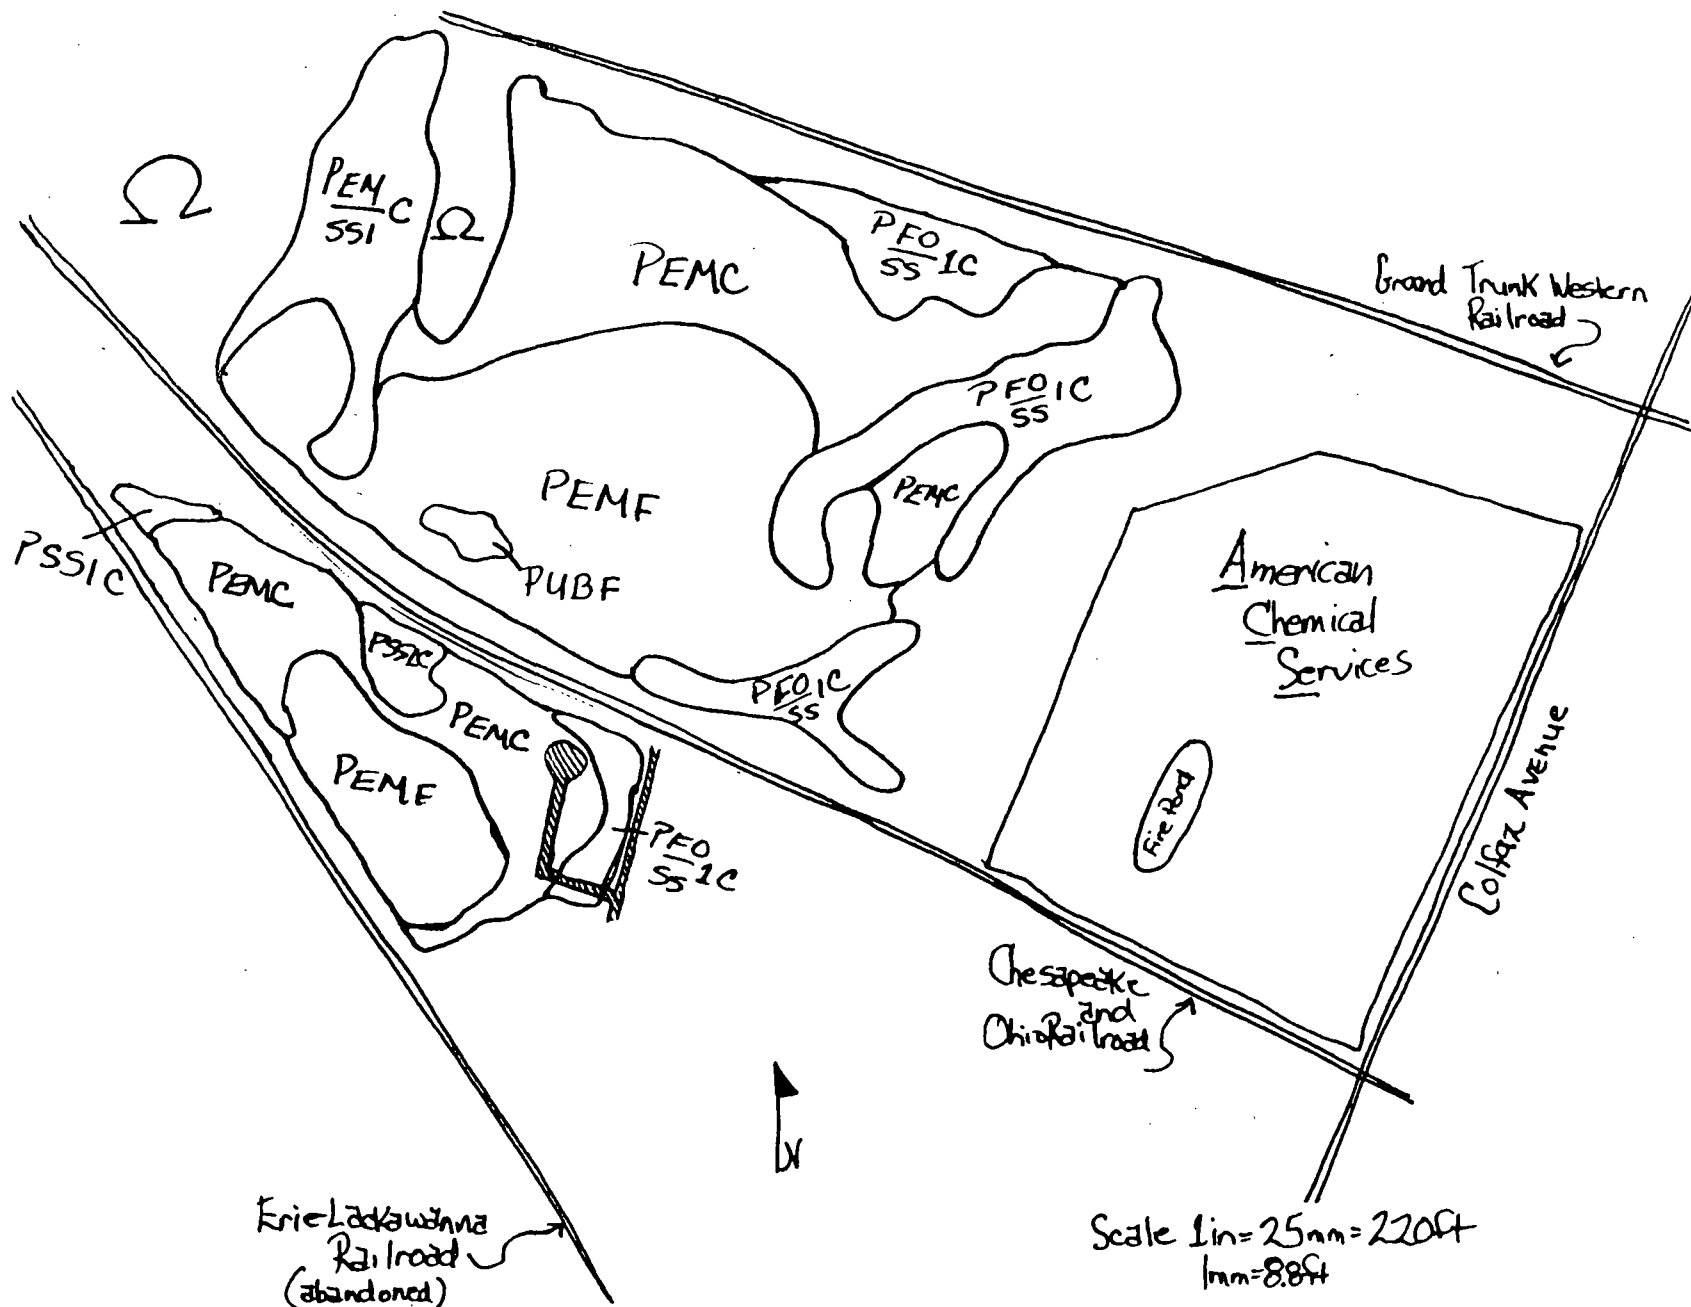 Ω
PEM
SS1 C
Ω
PEMC
PFO
SS 1C
Grand Trunk Western
Railroad
PFO 1C
SS
PEMC
PEMF
PUBF
PSS1C
PEMC
PSS1C
PEMC
PEMF
PFO 1C
SS
PFO
SS 1C
American
Chemical
Services
Fire Pond
Colfax Avenue
Chesapeake
and
Ohio Railroad
N
Erie Lackawanna
Railroad
(abandoned)
Scale 1in = 25mm = 220ft
1mm = 8.8ft